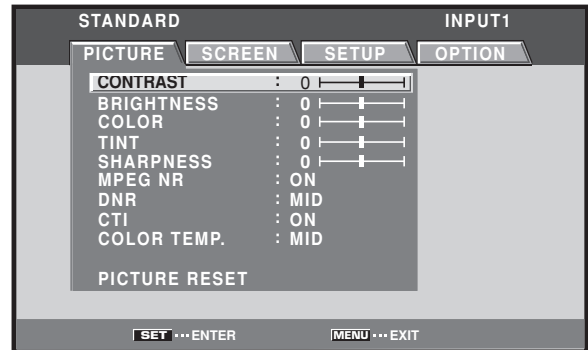 STANDARD INPUT1
PICTURE SCREEN SETUP OPTION
CONTRAST : 0
BRIGHTNESS : 0
COLOR : 0
TINT : 0
SHARPNESS : 0
MPEG NR : ON
DNR : MID
CTI : ON
COLOR TEMP. : MID
PICTURE RESET
SET ··· ENTER MENU ··· EXIT